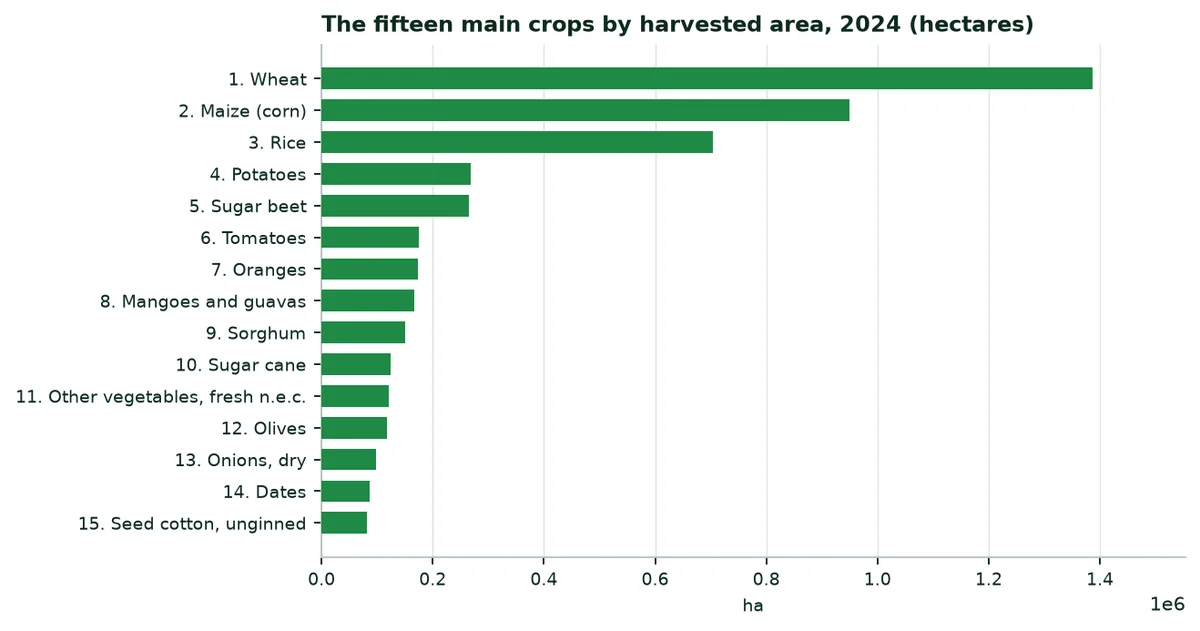 The fifteen main crops by harvested area, 2024 (hectares)
1. Wheat
2. Maize (corn)
3. Rice
4. Potatoes
5. Sugar beet
6. Tomatoes
7. Oranges
8. Mangoes and guavas
9. Sorghum
10. Sugar cane
11. Other vegetables, fresh n.e.c.
12. Olives
13. Onions, dry
14. Dates
15. Seed cotton, unginned
0.0 0.2 0.4 0.6 0.8 1.0 1.2 1.4
ha
1e6